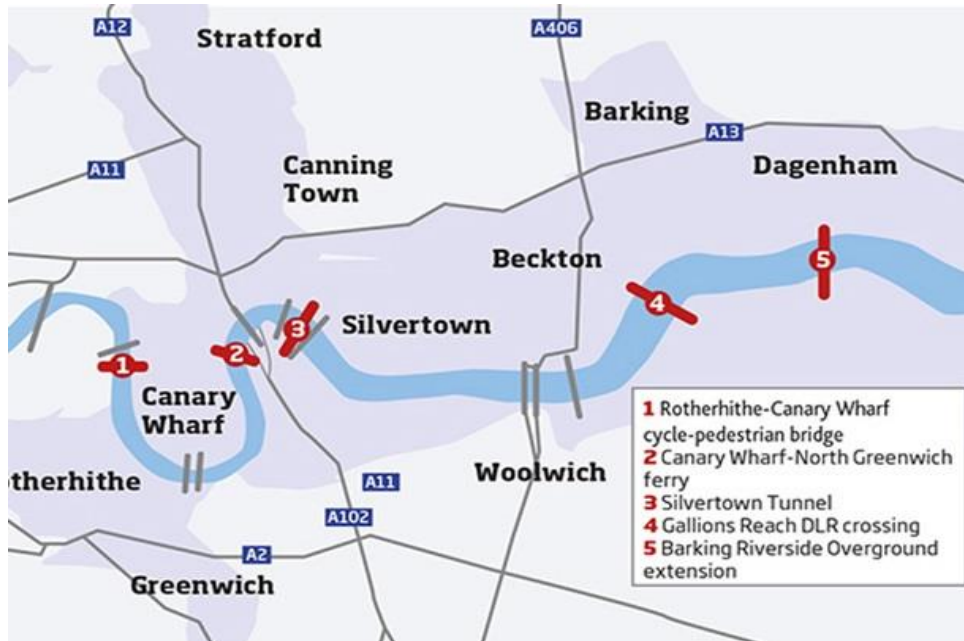 A12
Stratford
A406
Barking
A13
A11
Canning
Town
Dagenham
Beckton
5
4
3
Silvertown
2
1
Canary
Wharf
otherhithe
Woolwich
A11
A102
A2
Greenwich
1 Rotherhithe-Canary Wharf
cycle-pedestrian bridge
2 Canary Wharf-North Greenwich
ferry
3 Silvertown Tunnel
4 Gallions Reach DLR crossing
5 Barking Riverside Overground
extension